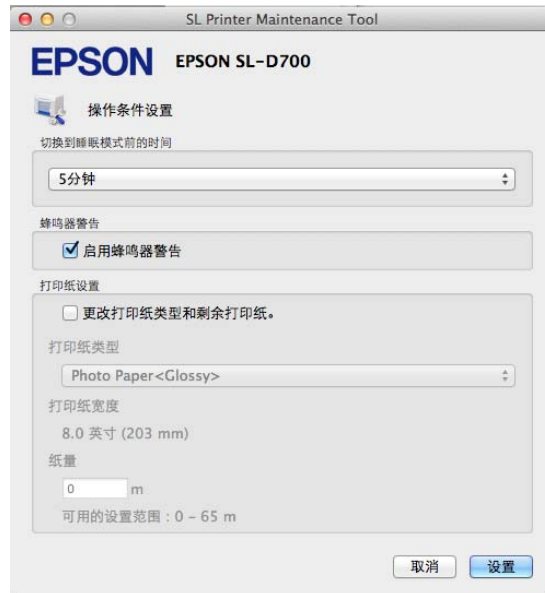 SL Printer Maintenance Tool
EPSON EPSON SL-D700
操作条件设置
切换到睡眠模式前的时间
5分钟
蜂鸣器警告
启用蜂鸣器警告
打印纸设置
更改打印纸类型和剩余打印纸。
打印纸类型
Photo Paper<Glossy>
打印纸宽度
8.0 英寸 (203 mm)
纸量
0 m
可用的设置范围：0 – 65 m
取消 设置